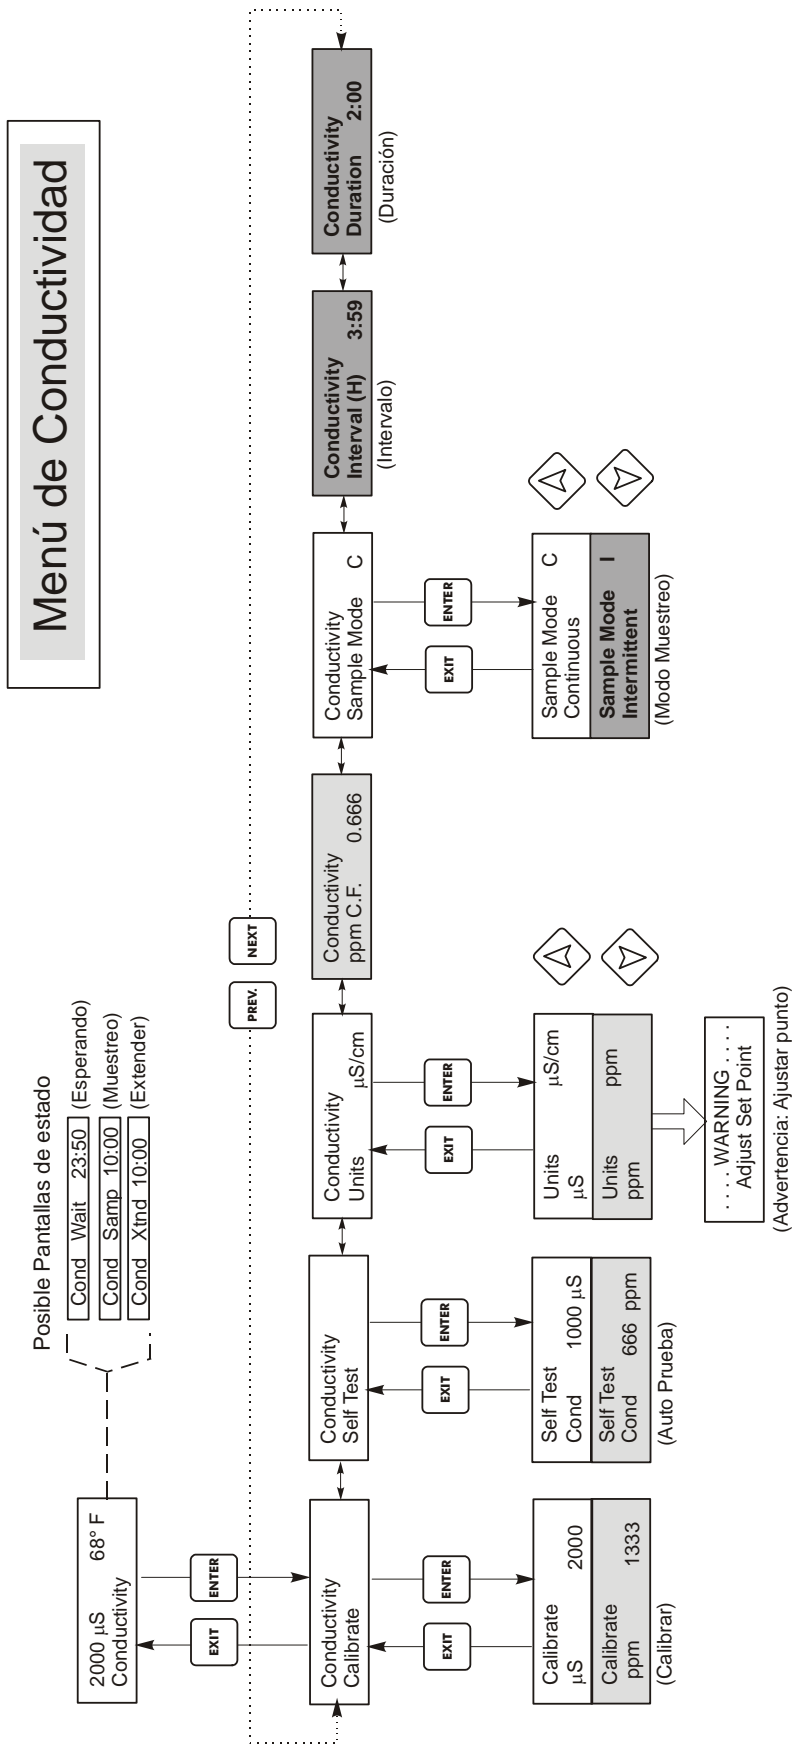 Menú de Conductividad
Posible Pantallas de estado
Cond Wait 23:50 (Esperando)
Cond Samp 10:00 (Muestreo)
Cond Xtnd 10:00 (Extender)
2000 µS 68° F
Conductivity
EXIT
ENTER
PREV.
NEXT
Conductivity
Calibrate
Conductivity
Self Test
Conductivity
Units µS/cm
Conductivity
ppm C.F. 0.666
Conductivity
Sample Mode C
Conductivity
Interval (H) 3:59
(Intervalo)
Conductivity
Duration 2:00
(Duración)
EXIT
ENTER
EXIT
ENTER
EXIT
ENTER
EXIT
ENTER
Calibrate
µS 2000
Calibrate
ppm 1333
(Calibrar)
Self Test
Cond 1000 µS
Self Test
Cond 666 ppm
(Auto Prueba)
Units µS/cm
µS
Units ppm
ppm
. . . . WARNING . . . .
Adjust Set Point
(Advertencia: Ajustar punto)
Sample Mode C
Continuous
Sample Mode I
Intermittent
(Modo Muestreo)